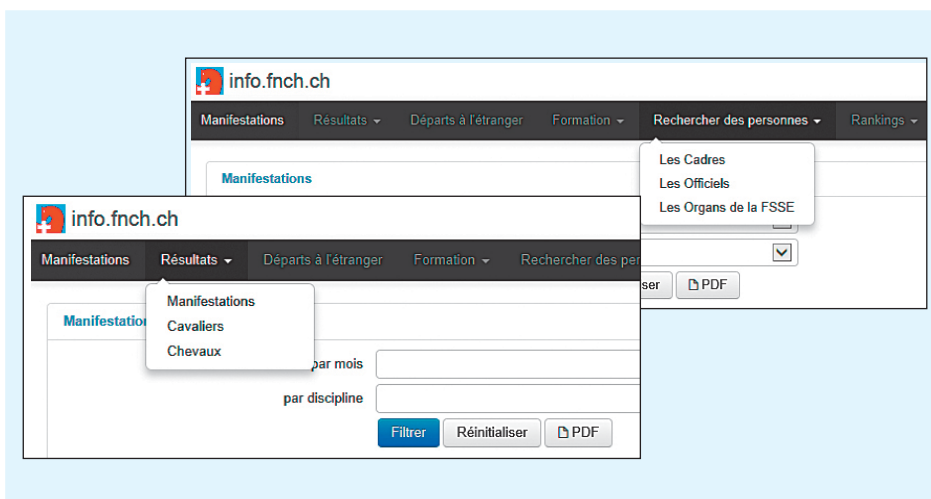 info.fnch.ch
Manifestations Résultats Départs à l'étranger Formation Rechercher des personnes Rankings
Les Cadres
Les Officiels
Les Organs de la FSSE
Manifestations
PDF
info.fnch.ch
Manifestations Résultats Départs à l'étranger Formation Rechercher des per
Manifestations
Cavaliers
Chevaux
Manifestatio
par mois
par discipline
Filtrer Réinitialiser PDF